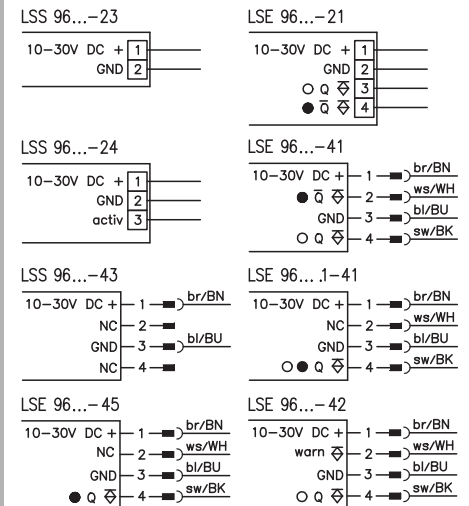 LSS 96...-23
10-30V DC + 1
GND 2
LSE 96...-21
10-30V DC + 1
GND 2
○ Q 3
● Q̅ 4
LSS 96...-24
10-30V DC + 1
GND 2
activ 3
LSE 96...-41
10-30V DC + 1 br/BN
● Q̅ 2 ws/WH
GND 3 bl/BU
○ Q 4 sw/BK
LSS 96...-43
10-30V DC + 1 br/BN
NC 2
GND 3 bl/BU
NC 4
LSE 96... .1-41
10-30V DC + 1 br/BN
NC 2 ws/WH
GND 3 bl/BU
○ ● Q 4 sw/BK
LSE 96...-45
10-30V DC + 1 br/BN
NC 2 ws/WH
GND 3 bl/BU
● Q 4 sw/BK
LSE 96...-42
10-30V DC + 1 br/BN
warn 2 ws/WH
GND 3 bl/BU
○ Q 4 sw/BK